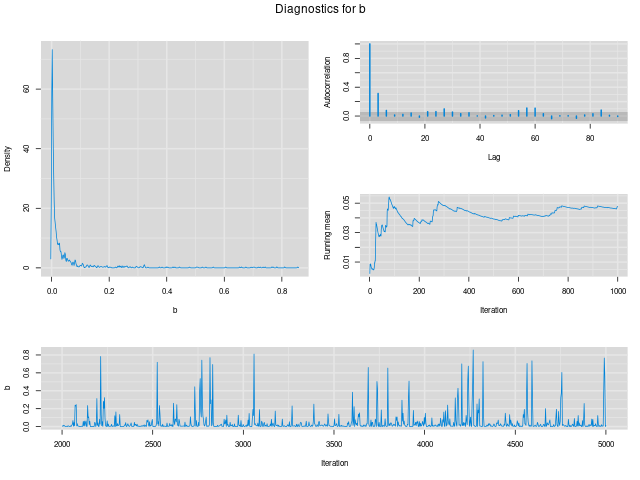 Diagnostics for b
Density
60
40
20
0
0.0 0.2 0.4 0.6 0.8
b
Autocorrelation
0.8
0.4
0.0
0 20 40 60 80
Lag
Running mean
0.05
0.03
0.01
0 200 400 600 800 1000
Iteration
b
0.8
0.6
0.4
0.2
0.0
2000 2500 3000 3500 4000 4500 5000
Iteration